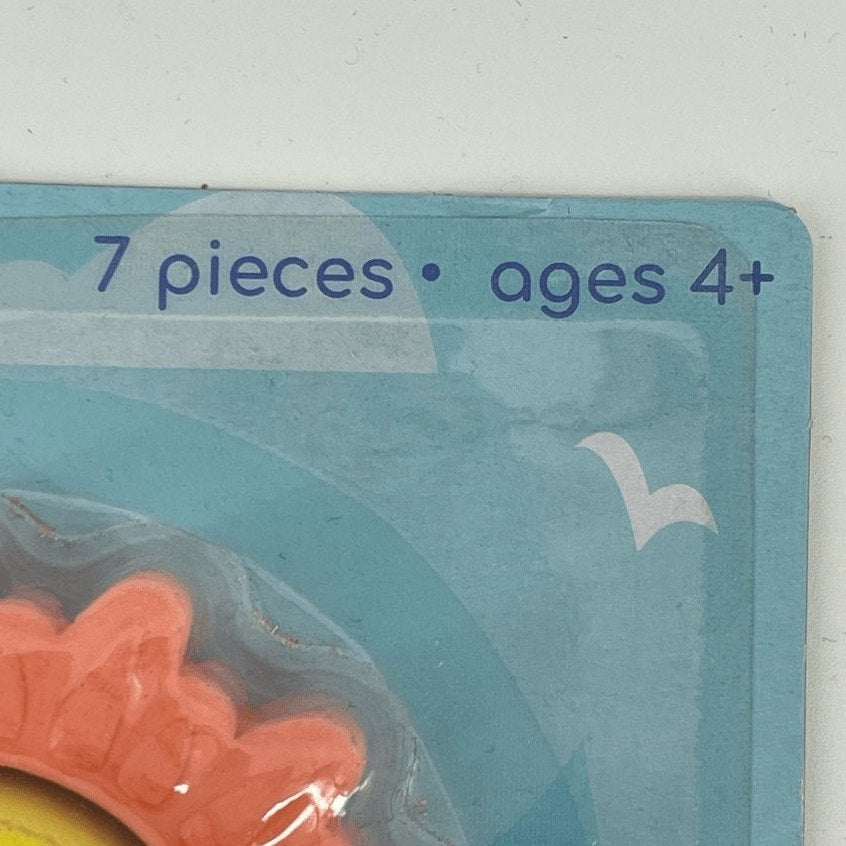 7 pieces • ages 4+